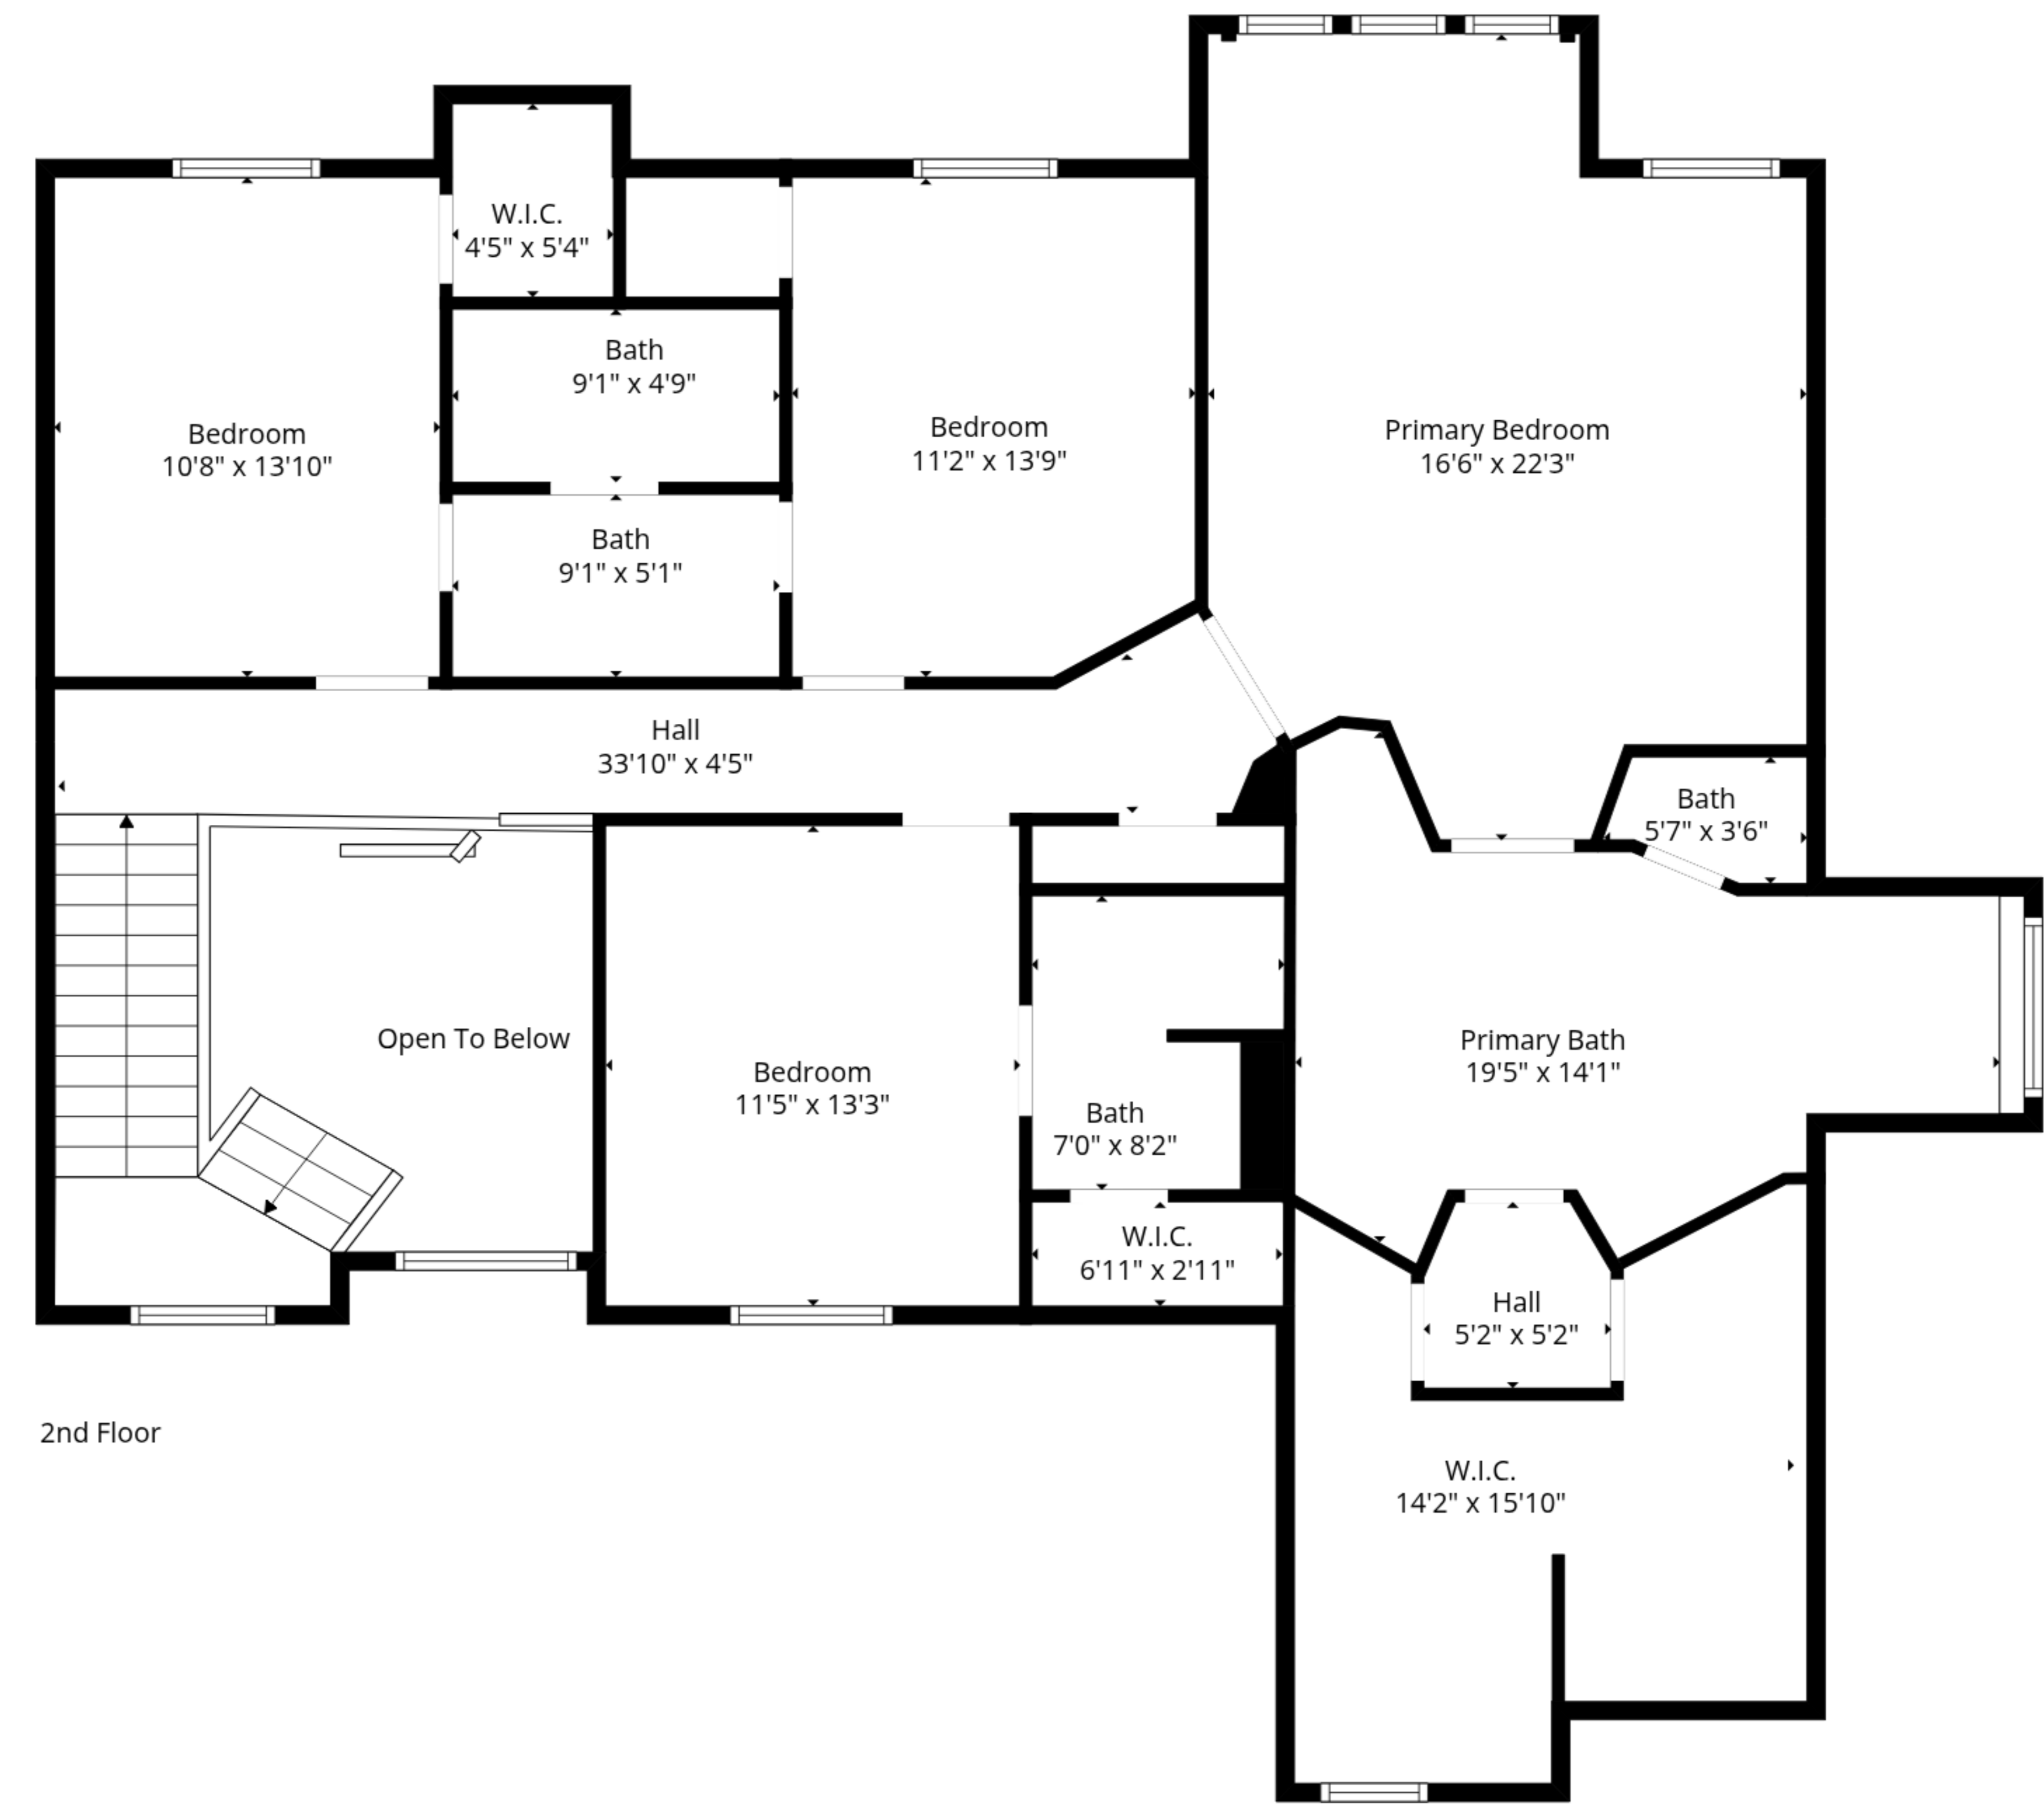 W.I.C.
4'5" x 5'4"
Bath
9'1" x 4'9"
Bedroom
10'8" x 13'10"
Bedroom
11'2" x 13'9"
Primary Bedroom
16'6" x 22'3"
Bath
9'1" x 5'1"
Hall
33'10" x 4'5"
Bath
5'7" x 3'6"
Open To Below
Bedroom
11'5" x 13'3"
Primary Bath
19'5" x 14'1"
Bath
7'0" x 8'2"
W.I.C.
6'11" x 2'11"
Hall
5'2" x 5'2"
2nd Floor
W.I.C.
14'2" x 15'10"